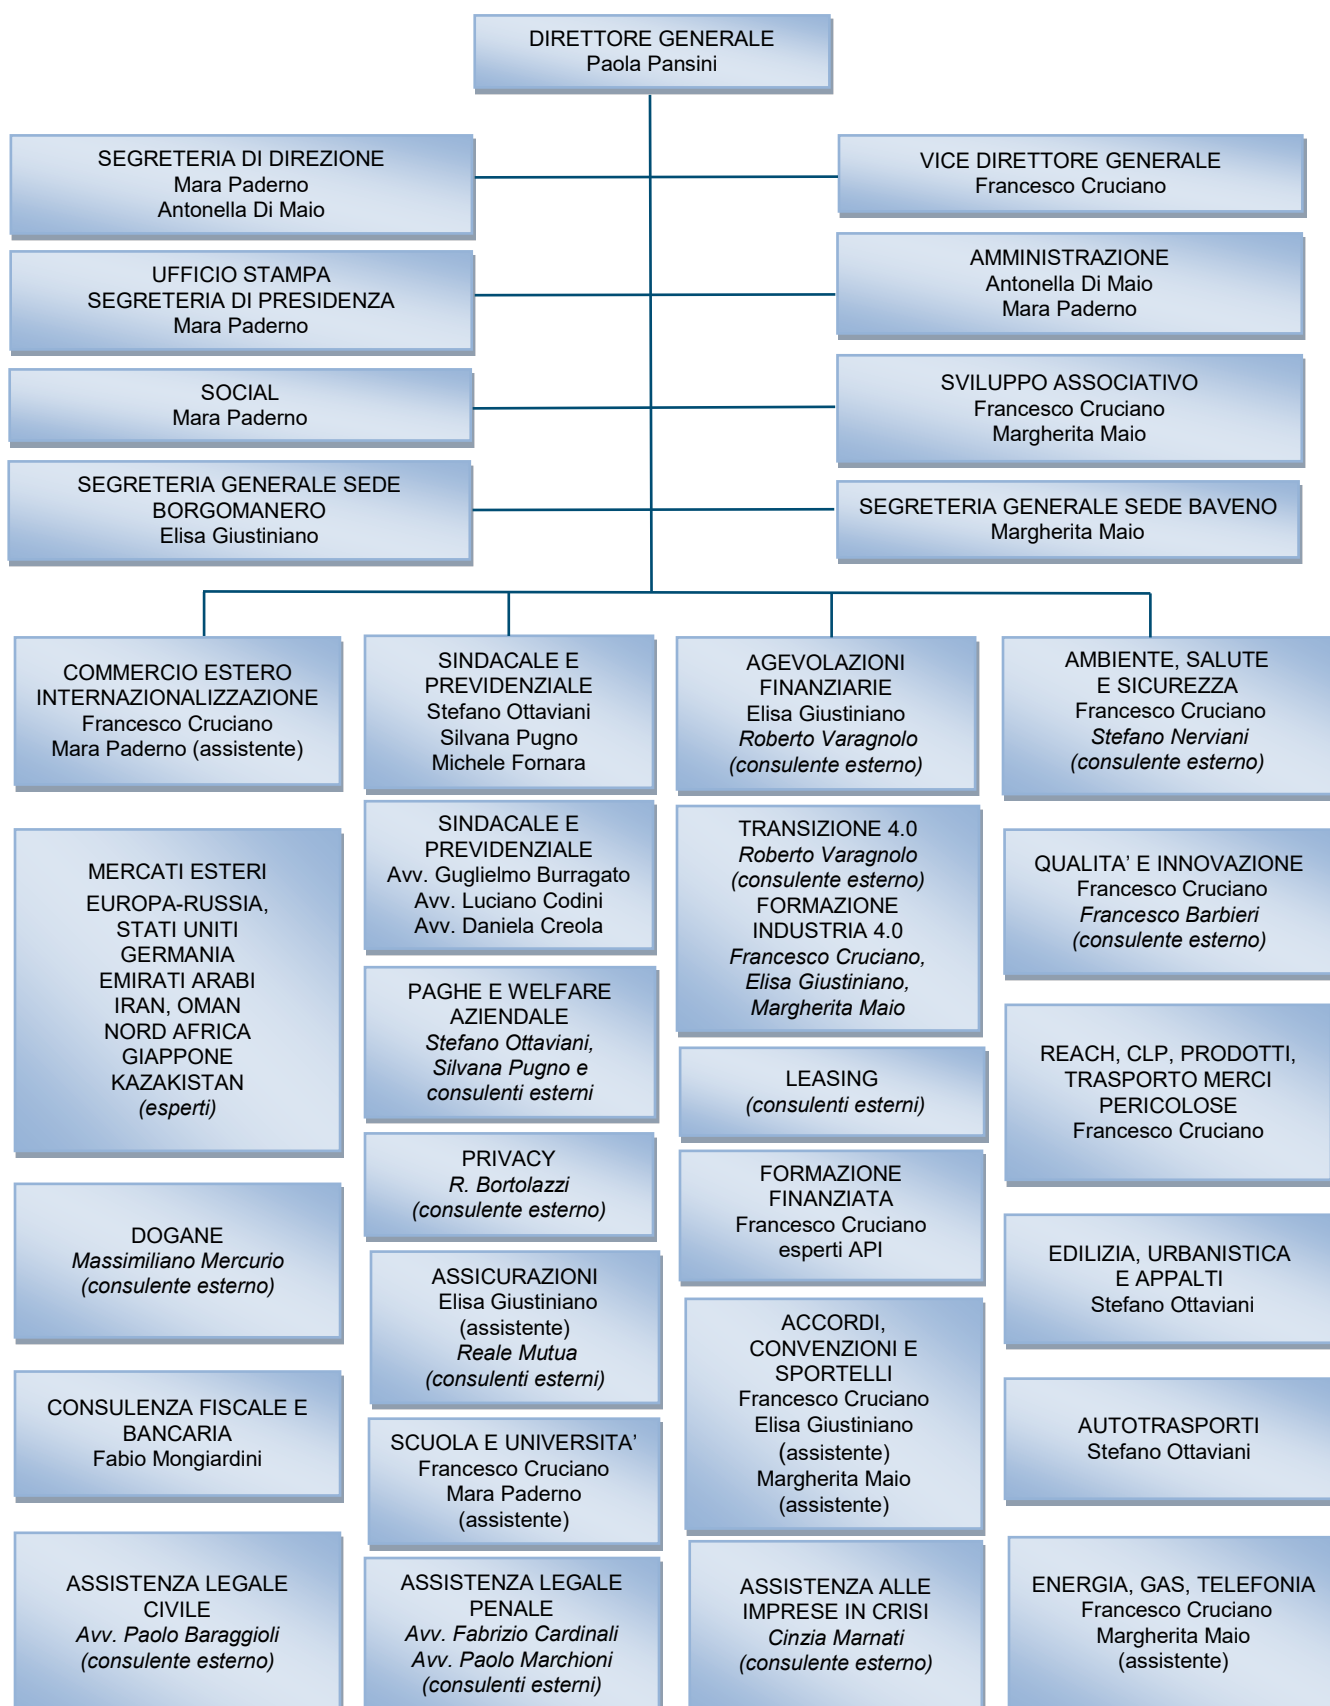 DIRETTORE GENERALE
Paola Pansini
SEGRETERIA DI DIREZIONE
Mara Paderno
Antonella Di Maio
VICE DIRETTORE GENERALE
Francesco Cruciano
UFFICIO STAMPA
SEGRETERIA DI PRESIDENZA
Mara Paderno
AMMINISTRAZIONE
Antonella Di Maio
Mara Paderno
SOCIAL
Mara Paderno
SVILUPPO ASSOCIATIVO
Francesco Cruciano
Margherita Maio
SEGRETERIA GENERALE SEDE
BORGOMANERO
Elisa Giustiniano
SEGRETERIA GENERALE SEDE BAVENO
Margherita Maio
COMMERCIO ESTERO
INTERNAZIONALIZZAZIONE
Francesco Cruciano
Mara Paderno (assistente)
MERCATI ESTERI
EUROPA-RUSSIA,
STATI UNITI
GERMANIA
EMIRATI ARABI
IRAN, OMAN
NORD AFRICA
GIAPPONE
KAZAKISTAN
(esperti)
DOGANE
Massimiliano Mercurio
(consulente esterno)
CONSULENZA FISCALE E
BANCARIA
Fabio Mongiardini
ASSISTENZA LEGALE
CIVILE
Avv. Paolo Baraggioli
(consulente esterno)
SINDACALE E
PREVIDENZIALE
Stefano Ottaviani
Silvana Pugno
Michele Fornara
SINDACALE E
PREVIDENZIALE
Avv. Guglielmo Burragato
Avv. Luciano Codini
Avv. Daniela Creola
PAGHE E WELFARE
AZIENDALE
Stefano Ottaviani,
Silvana Pugno e
consulenti esterni
PRIVACY
R. Bortolazzi
(consulente esterno)
ASSICURAZIONI
Elisa Giustiniano
(assistente)
Reale Mutua
(consulenti esterni)
SCUOLA E UNIVERSITA’
Francesco Cruciano
Mara Paderno
(assistente)
ASSISTENZA LEGALE
PENALE
Avv. Fabrizio Cardinali
Avv. Paolo Marchioni
(consulenti esterni)
AGEVOLAZIONI
FINANZIARIE
Elisa Giustiniano
Roberto Varagnolo
(consulente esterno)
TRANSIZIONE 4.0
Roberto Varagnolo
(consulente esterno)
FORMAZIONE
INDUSTRIA 4.0
Francesco Cruciano,
Elisa Giustiniano,
Margherita Maio
LEASING
(consulenti esterni)
FORMAZIONE
FINANZIATA
Francesco Cruciano
esperti API
ACCORDI,
CONVENZIONI E
SPORTELLI
Francesco Cruciano
Elisa Giustiniano
(assistente)
Margherita Maio
(assistente)
ASSISTENZA ALLE
IMPRESE IN CRISI
Cinzia Marnati
(consulente esterno)
AMBIENTE, SALUTE
E SICUREZZA
Francesco Cruciano
Stefano Nerviani
(consulente esterno)
QUALITA’ E INNOVAZIONE
Francesco Cruciano
Francesco Barbieri
(consulente esterno)
REACH, CLP, PRODOTTI,
TRASPORTO MERCI
PERICOLOSE
Francesco Cruciano
EDILIZIA, URBANISTICA
E APPALTI
Stefano Ottaviani
AUTOTRASPORTI
Stefano Ottaviani
ENERGIA, GAS, TELEFONIA
Francesco Cruciano
Margherita Maio
(assistente)